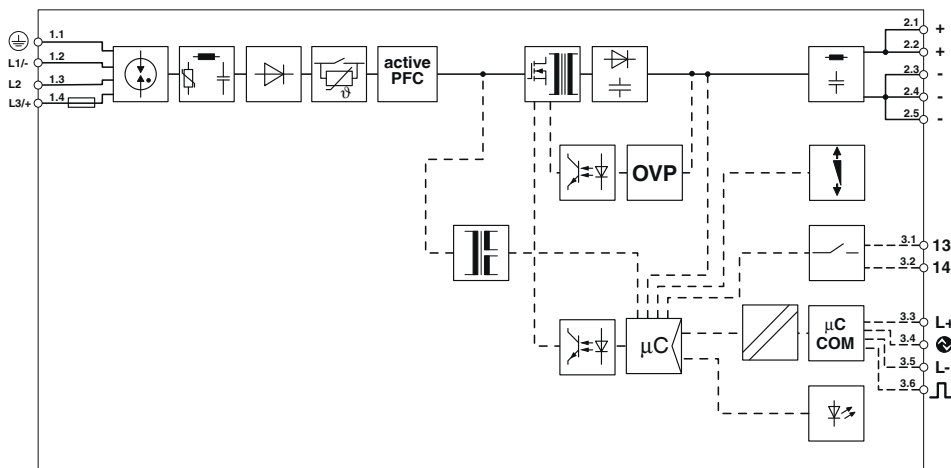 1.1
L1/- 1.2
L2 1.3
L3/+ 1.4
ϑ
active
PFC
OVP
µC
µC
COM
2.1 +
2.2 +
2.3 -
2.4 -
2.5 -
3.1 13
3.2 14
3.3 L+
3.4
3.5 L-
3.6